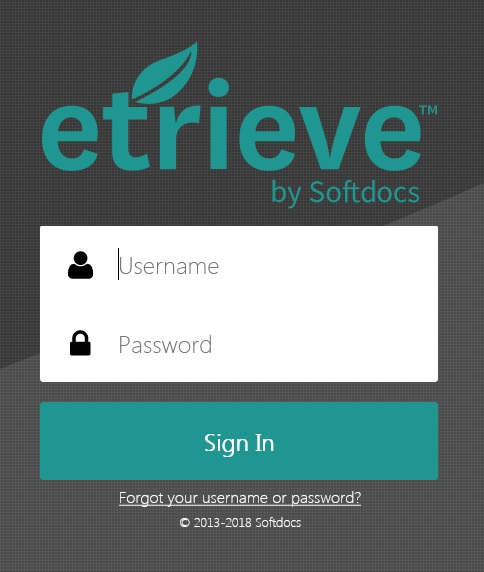 etrieve™
by Softdocs
Username
Password
Sign In
Forgot your username or password?
© 2013-2018 Softdocs